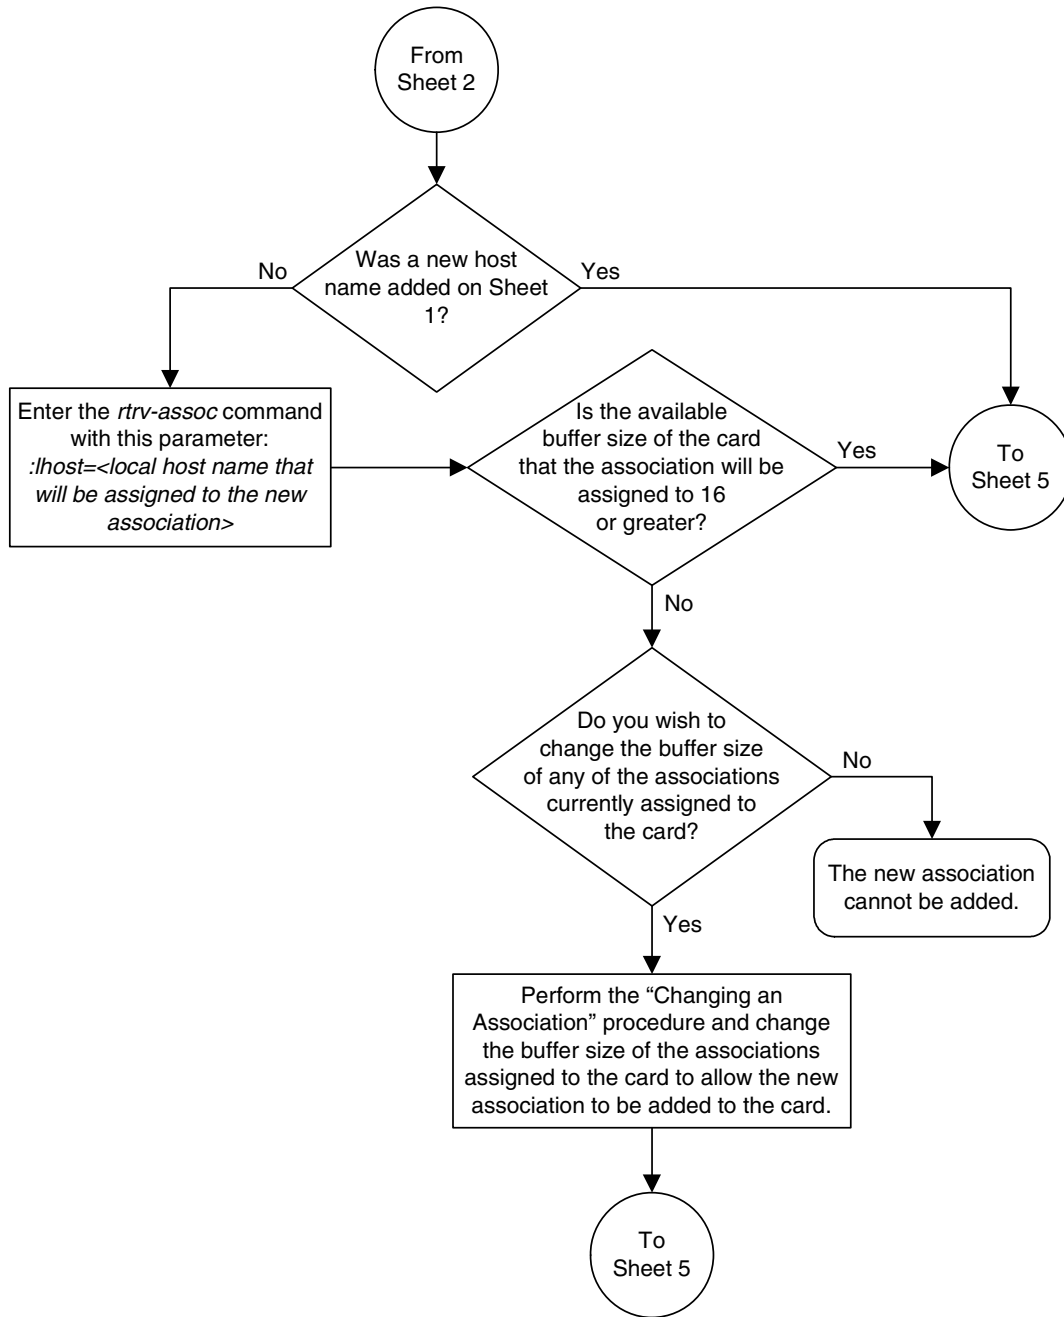 From
Sheet 2
Was a new host
name added on Sheet
1?
No
Yes
Enter the rtrv-assoc command
with this parameter:
:lhost=<local host name that
will be assigned to the new
association>
Is the available
buffer size of the card
that the association will be
assigned to 16
or greater?
Yes
To
Sheet 5
No
Do you wish to
change the buffer size
of any of the associations
currently assigned to
the card?
No
The new association
cannot be added.
Yes
Perform the “Changing an
Association” procedure and change
the buffer size of the associations
assigned to the card to allow the new
association to be added to the card.
To
Sheet 5